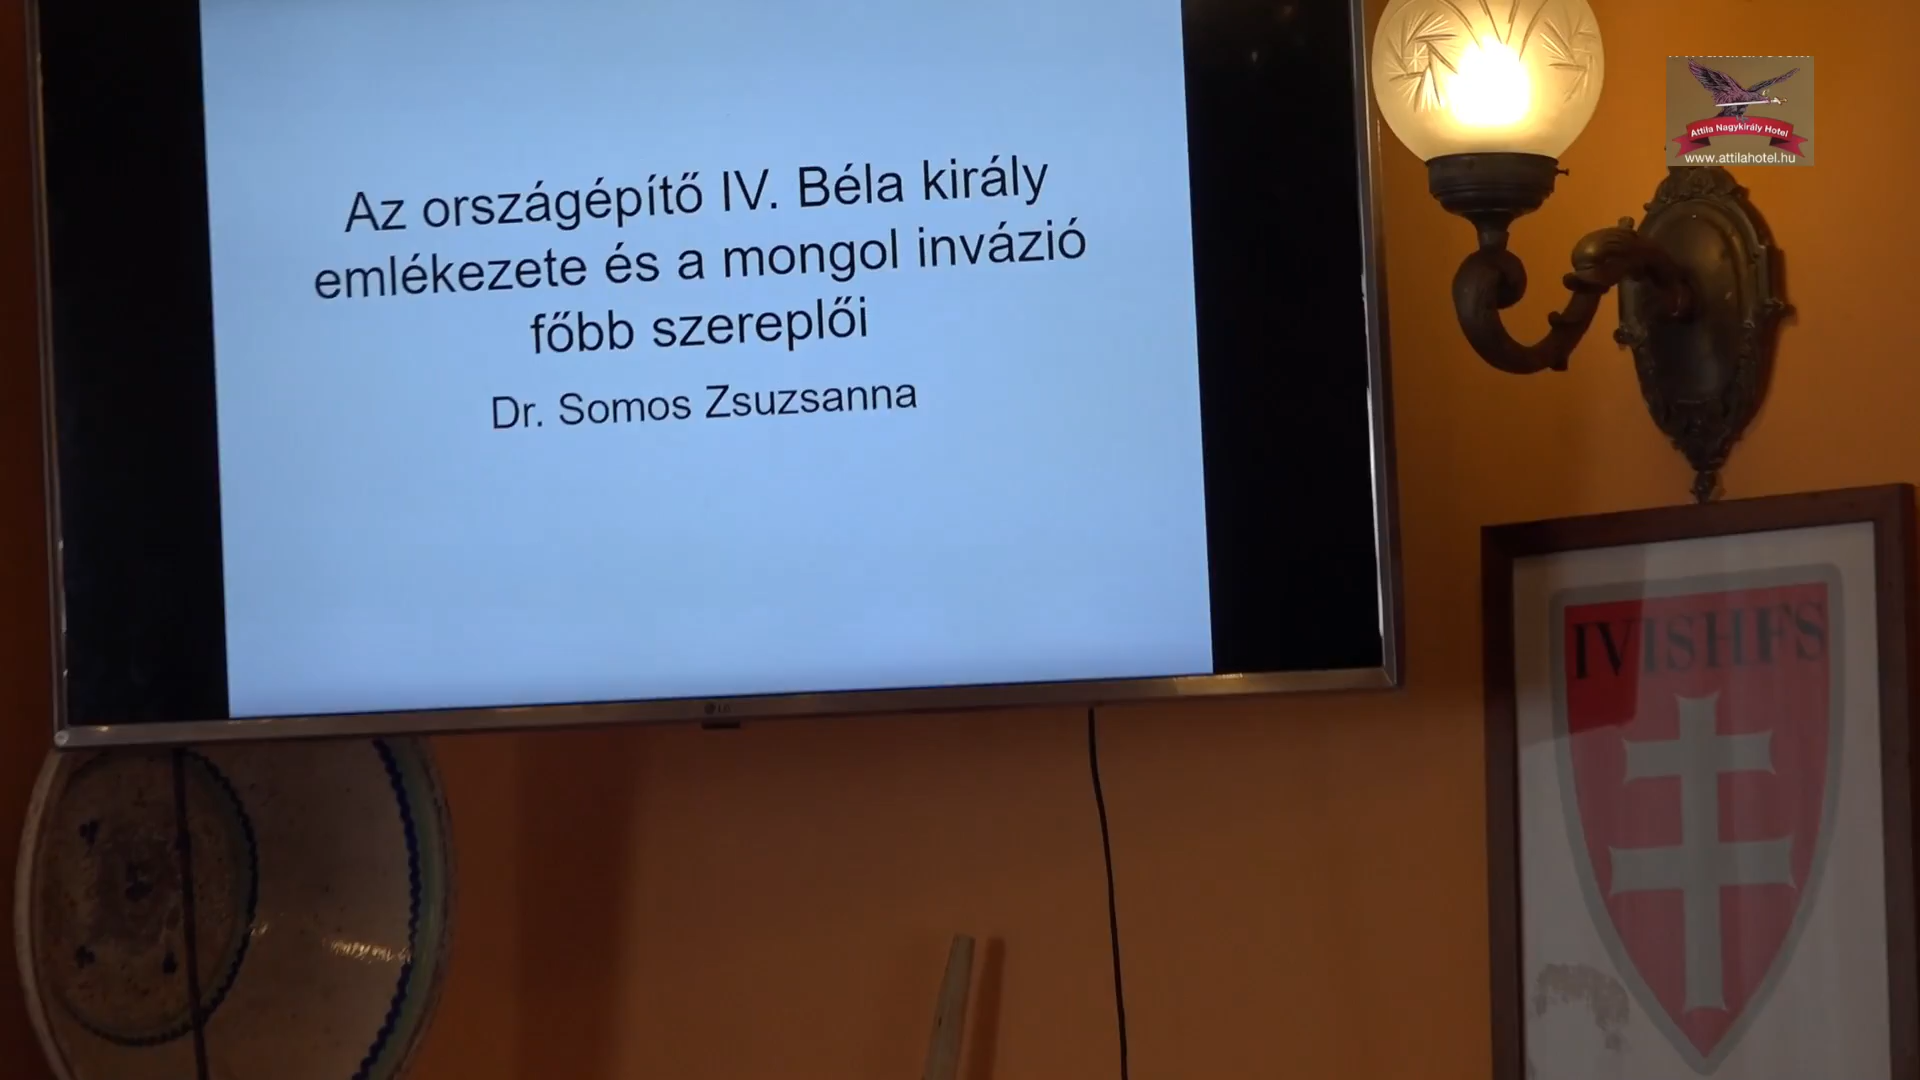 Az országépítő IV. Béla király
emlékezete és a mongol invázió
főbb szereplői
Dr. Somos Zsuzsanna
Attila Nagykirály Hotel
www.attilahotel.hu
IVISHFS
LG